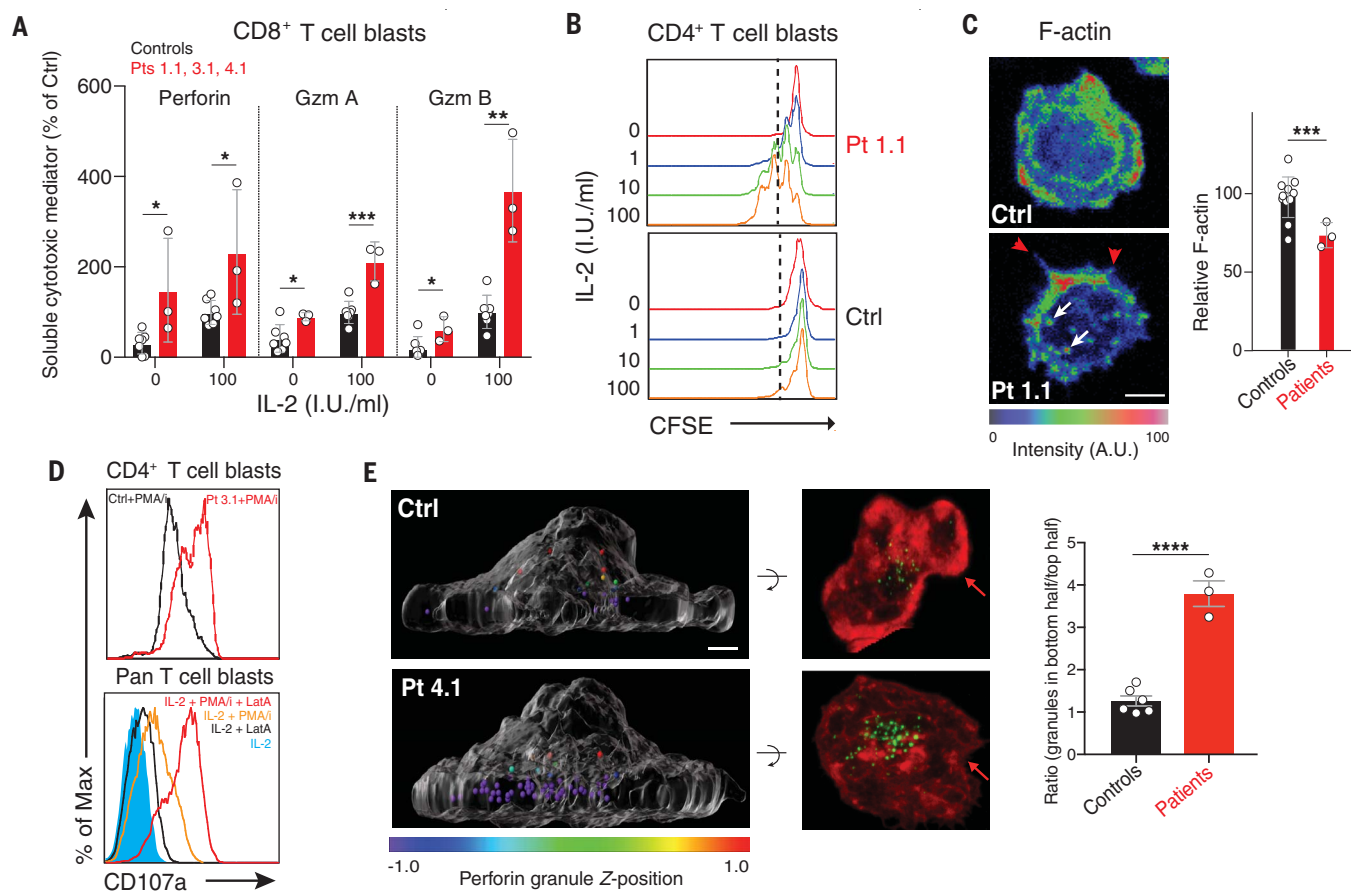 A
CD8⁺ T cell blasts
Controls
Pts 1.1, 3.1, 4.1
Soluble cytotoxic mediator (% of Ctrl)
600
400
200
0
Perforin
Gzm A
Gzm B
*
*
*
***
*
**
0
100
0
100
0
100
IL-2 (I.U./ml)
B
CD4⁺ T cell blasts
IL-2 (I.U./ml)
0
1
10
100
Pt 1.1
0
1
10
100
Ctrl
CFSE
C
F-actin
Ctrl
Pt 1.1
0
100
Intensity (A.U.)
Relative F-actin
100
50
0
***
Controls
Patients
D
CD4⁺ T cell blasts
Ctrl+PMA/i
Pt 3.1+PMA/i
Pan T cell blasts
IL-2 + PMA/i + LatA
IL-2 + PMA/i
IL-2 + LatA
IL-2
% of Max
CD107a
E
Ctrl
Pt 4.1
-1.0
1.0
Perforin granule Z-position
Ratio (granules in bottom half/top half)
5
4
3
2
1
0
****
Controls
Patients